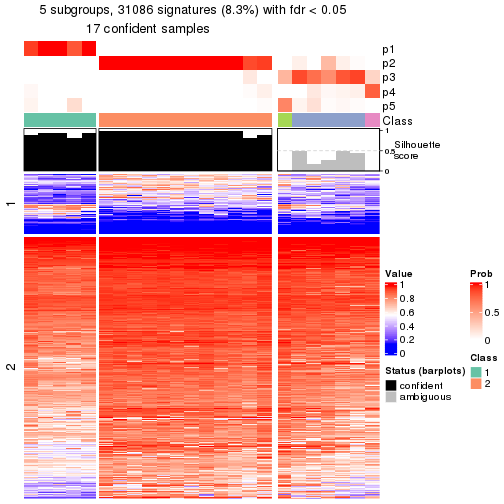 5 subgroups, 31086 signatures (8.3%) with fdr < 0.05
17 confident samples
p1
p2
p3
p4
p5
Class
1
0.5
0
Silhouette
score
1
2
Value
1
0.8
0.6
0.4
0.2
0
Status (barplots)
confident
ambiguous
Prob
1
0.5
0
Class
1
2